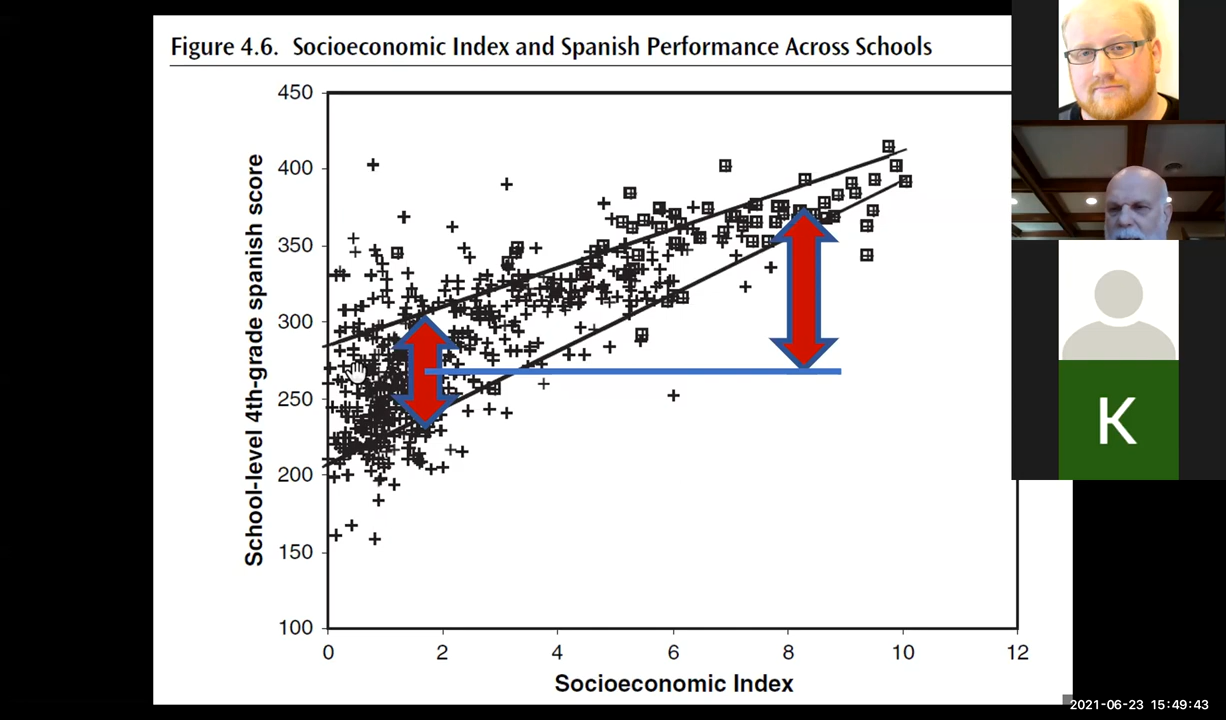 Figure 4.6. Socioeconomic Index and Spanish Performance Across Schools
School-level 4th-grade spanish score
450
400
350
300
250
200
150
100
0 2 4 6 8 10 12
Socioeconomic Index
K
2021-06-23 15:49:43